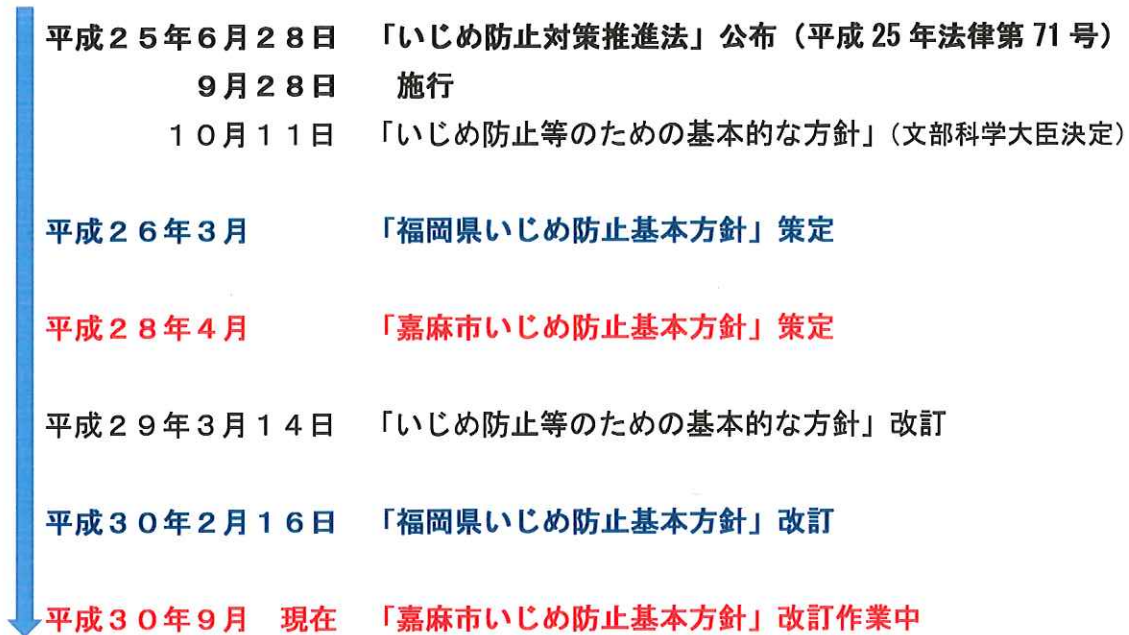 平成２５年６月２８日　「いじめ防止対策推進法」公布（平成 25 年法律第 71 号）
９月２８日　施行
１０月１１日　「いじめ防止等のための基本的な方針」（文部科学大臣決定）
平成２６年３月　「福岡県いじめ防止基本方針」策定
平成２８年４月　「嘉麻市いじめ防止基本方針」策定
平成２９年３月１４日　「いじめ防止等のための基本的な方針」改訂
平成３０年２月１６日　「福岡県いじめ防止基本方針」改訂
平成３０年９月　現在　「嘉麻市いじめ防止基本方針」改訂作業中